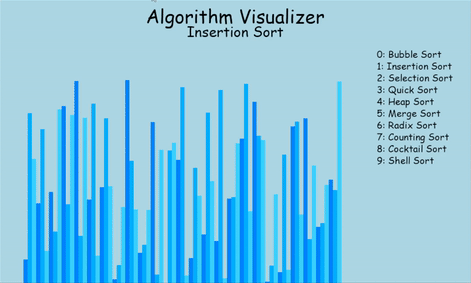 Algorithm Visualizer
Insertion Sort
0: Bubble Sort
1: Insertion Sort
2: Selection Sort
3: Quick Sort
4: Heap Sort
5: Merge Sort
6: Radix Sort
7: Counting Sort
8: Cocktail Sort
9: Shell Sort